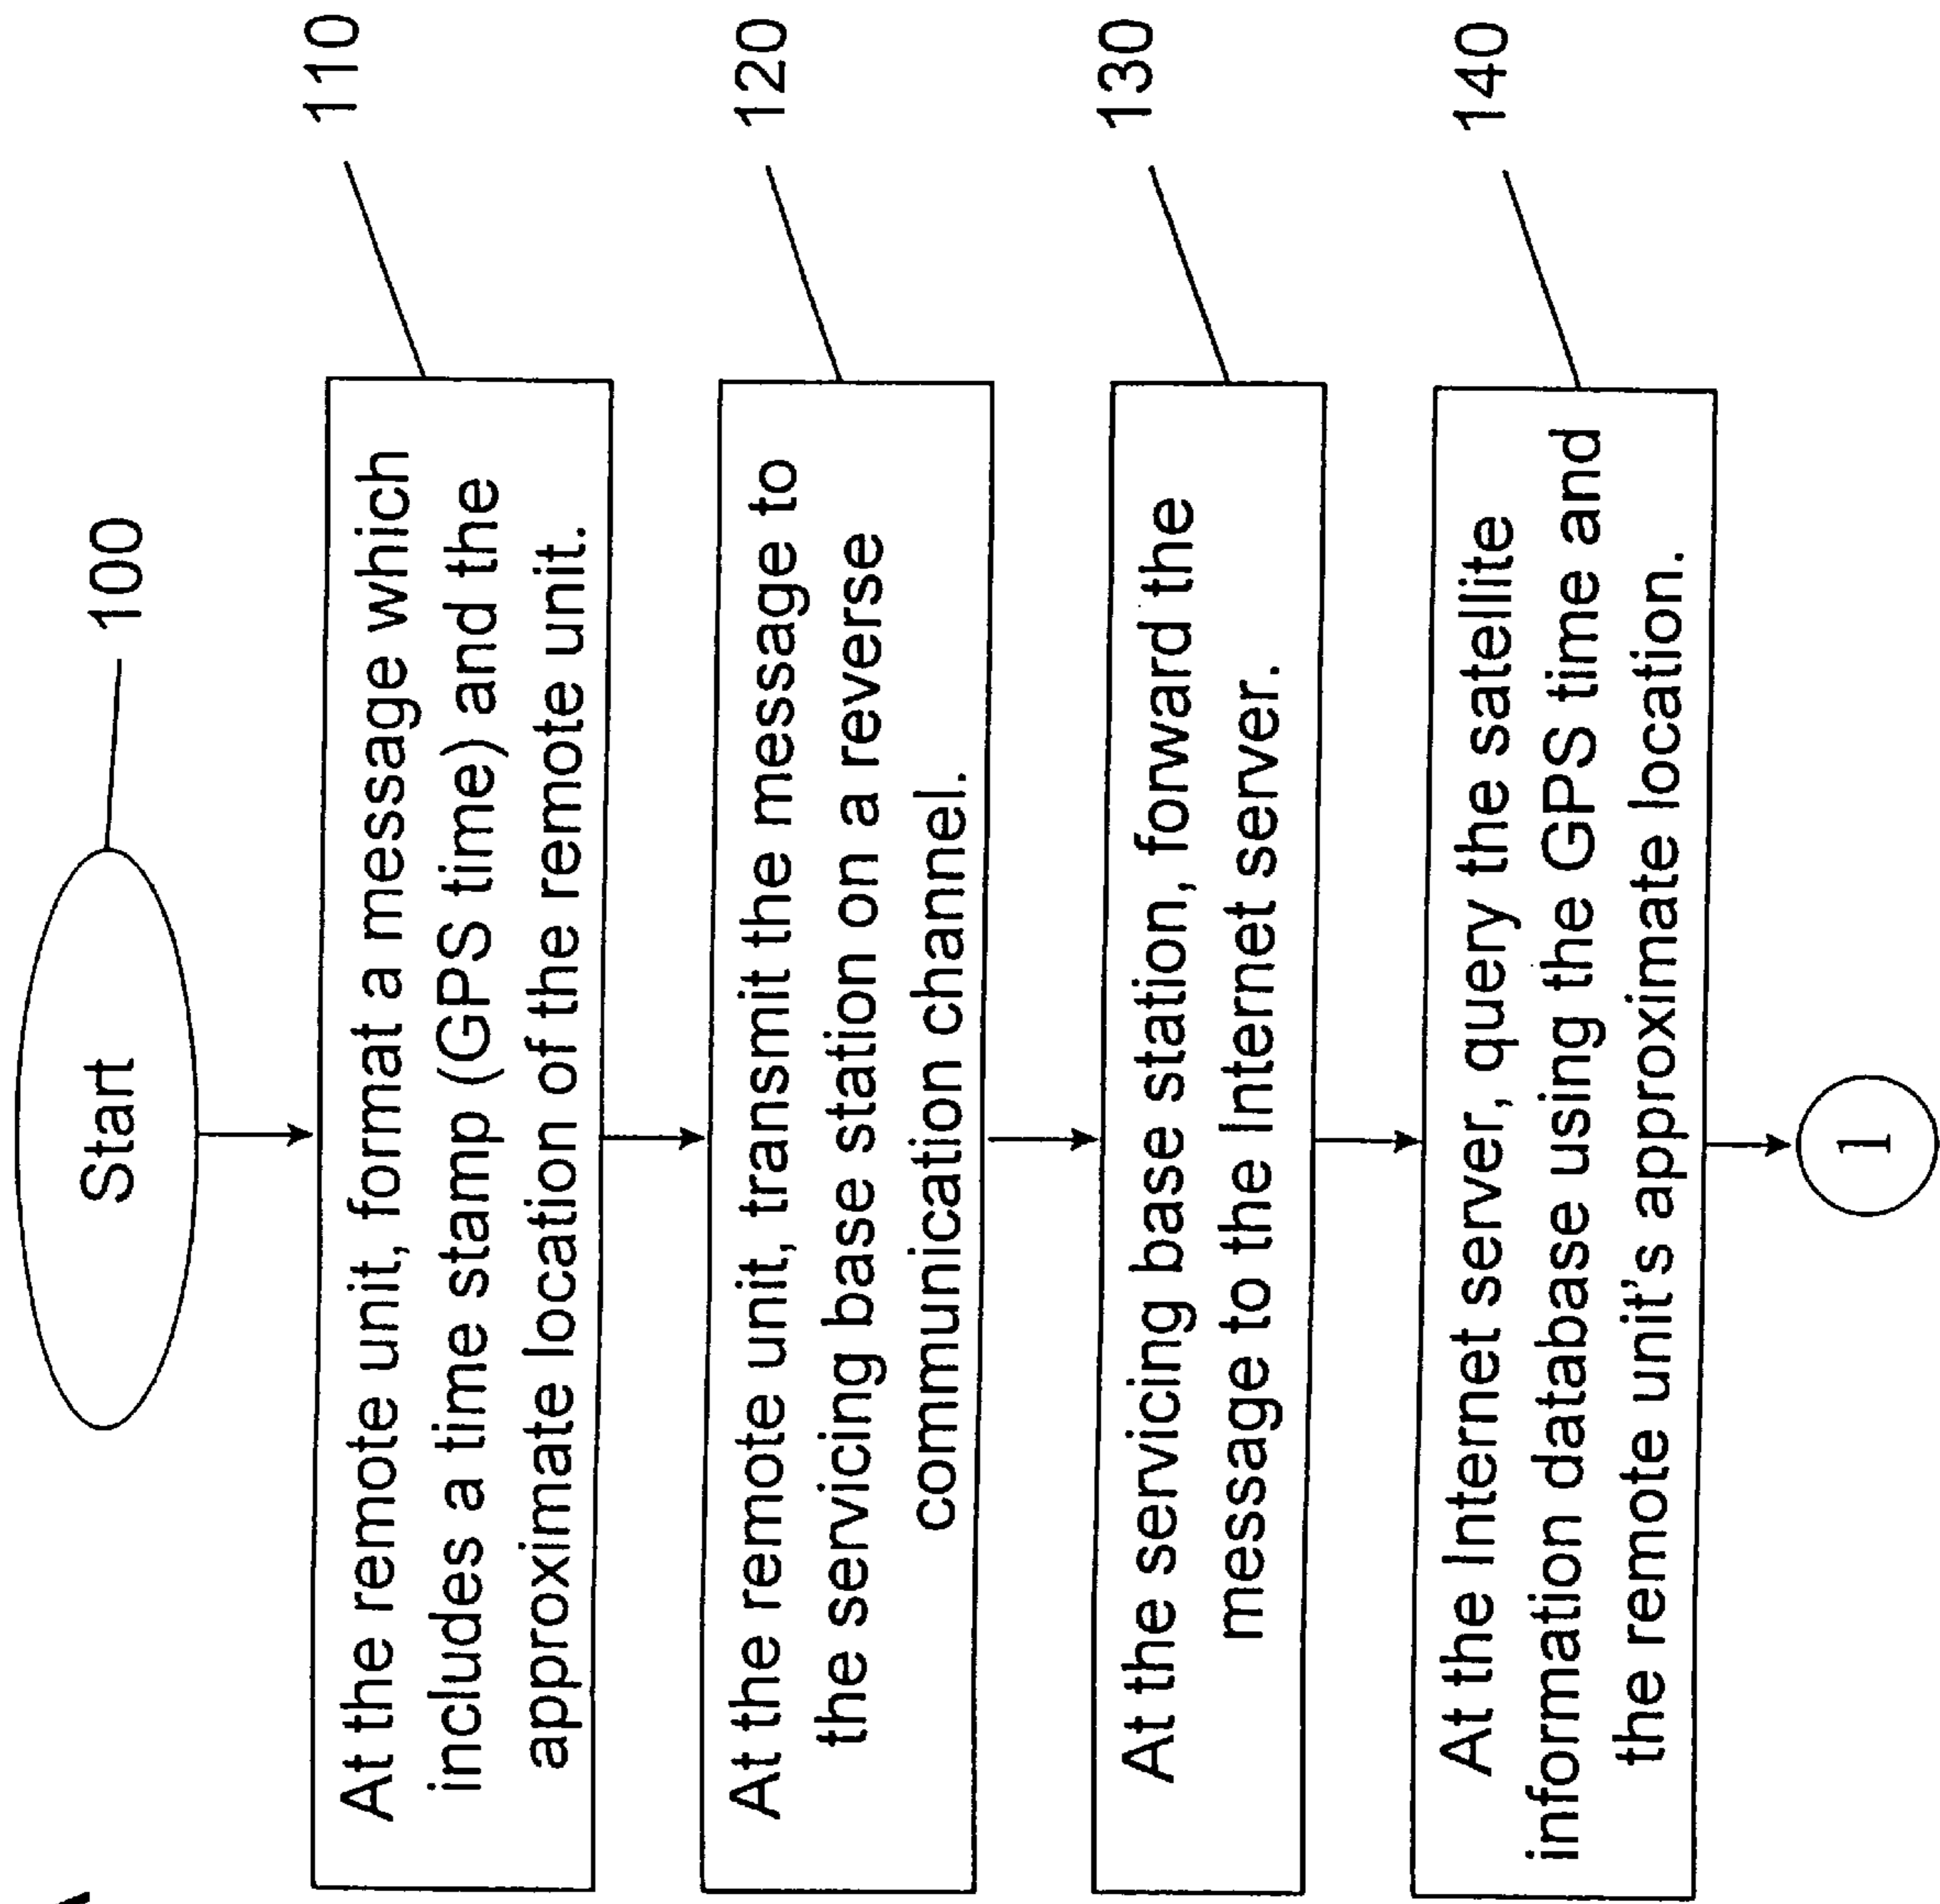 Start
100
At the remote unit, format a message which
includes a time stamp (GPS time) and the
approximate location of the remote unit.
110
At the remote unit, transmit the message to
the servicing base station on a reverse
communication channel.
120
At the servicing base station, forward the
message to the Internet server.
130
At the Internet server, query the satellite
information database using the GPS time and
the remote unit's approximate location.
140
1